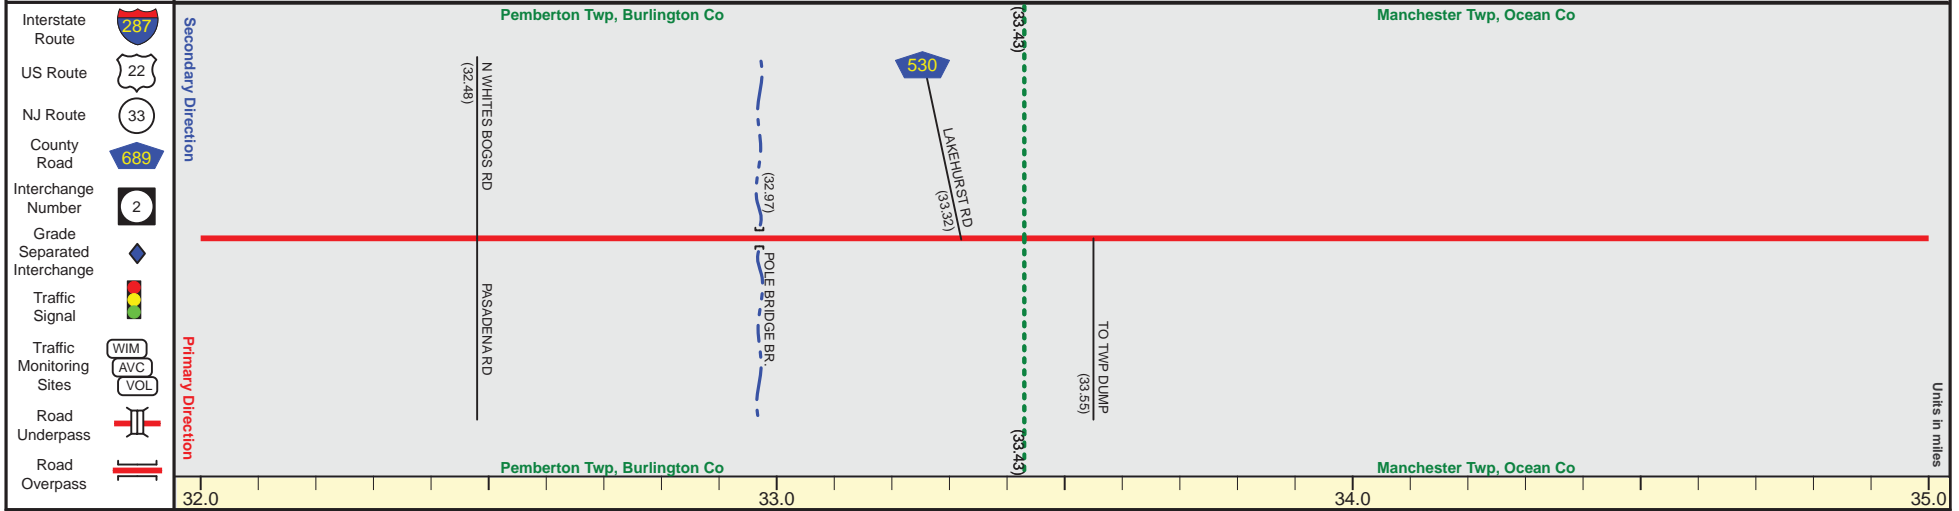 Interstate
Route
287
US Route
22
NJ Route
33
County
Road
689
Interchange
Number
2
Grade
Separated
Interchange
Traffic
Signal
Traffic
Monitoring
Sites
WIM
AVC
VOL
Road
Underpass
Road
Overpass
Secondary Direction
Primary Direction
Pemberton Twp, Burlington Co
(33.43)
Manchester Twp, Ocean Co
N WHITES BOGS RD
(32.48)
PASADENA RD
(32.97)
POLE BRIDGE BR.
530
LAKEHURST RD
(33.32)
TO TWP DUMP
(33.55)
Units in miles
Pemberton Twp, Burlington Co
(33.43)
Manchester Twp, Ocean Co
32.0
33.0
34.0
35.0